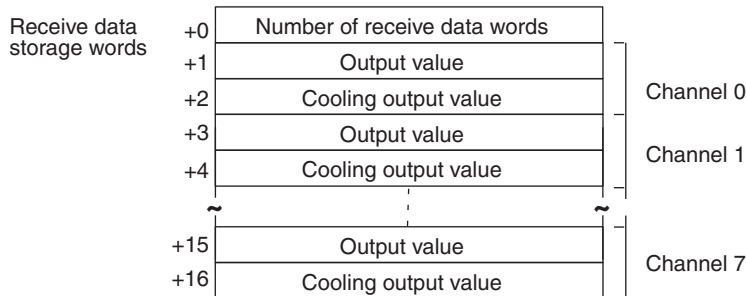 Receive data
storage words
+0 Number of receive data words
+1 Output value
+2 Cooling output value
Channel 0
+3 Output value
+4 Cooling output value
Channel 1
~ ~
+15 Output value
+16 Cooling output value
Channel 7